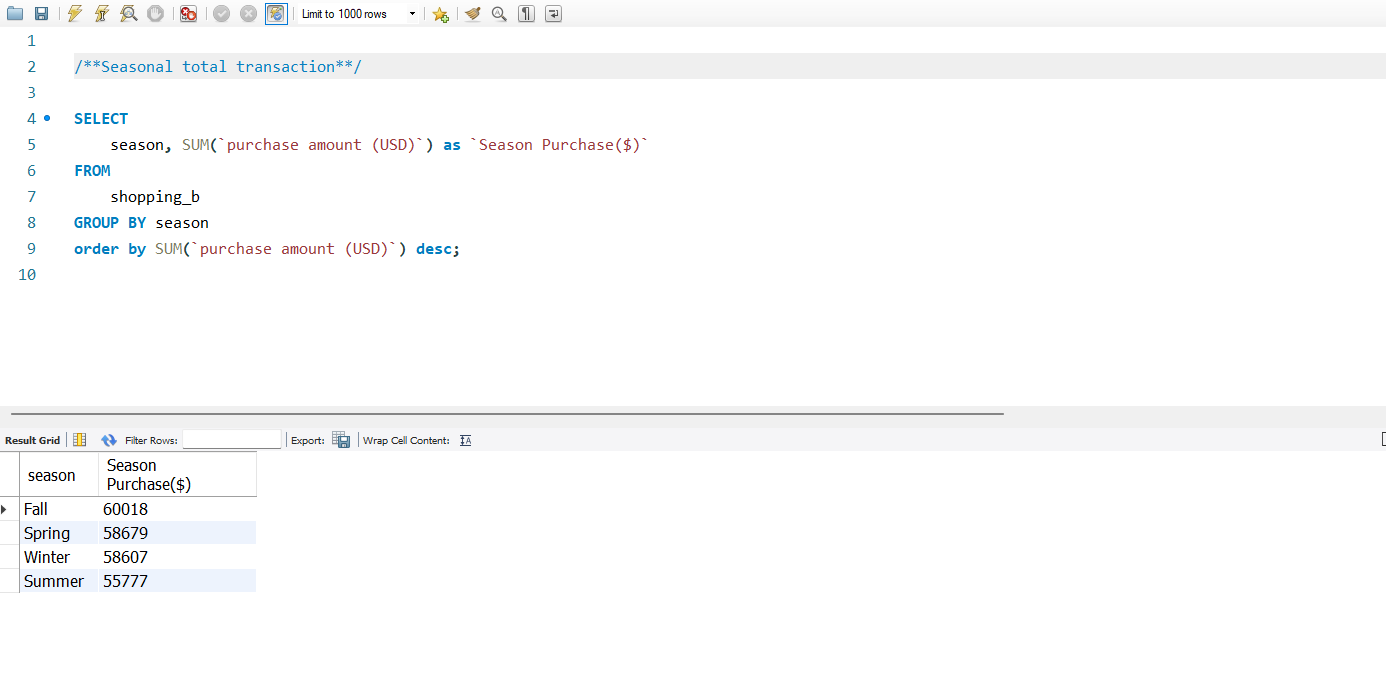 Limit to 1000 rows
1
2 /**Seasonal total transaction**/
3
4 SELECT
5 season, SUM(`purchase amount (USD)`) as `Season Purchase($)`
6 FROM
7 shopping_b
8 GROUP BY season
9 order by SUM(`purchase amount (USD)`) desc;
10
Result Grid Filter Rows: Export: Wrap Cell Content:
season Season
Purchase($)
Fall 60018
Spring 58679
Winter 58607
Summer 55777